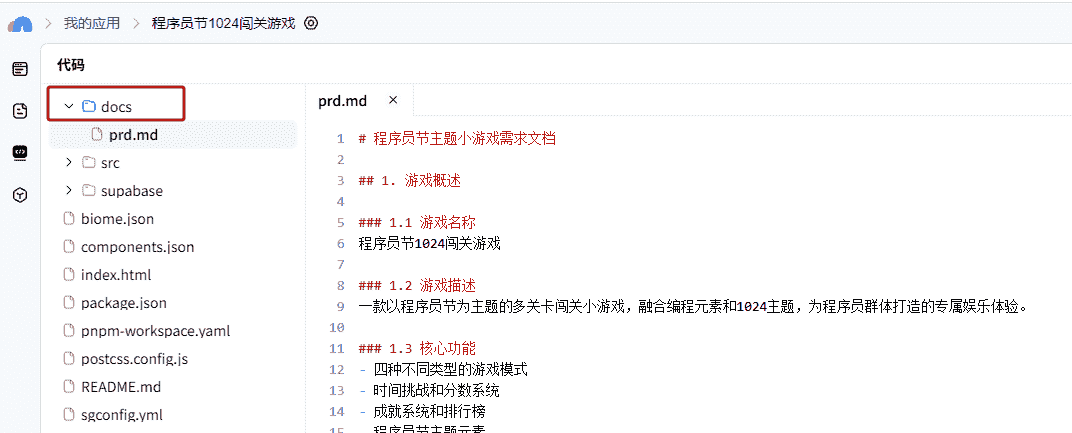 我的应用 程序员节1024闯关游戏
代码
docs
prd.md
src
supabase
biome.json
components.json
index.html
package.json
pnpm-workspace.yaml
postcss.config.js
README.md
sgconfig.yml
prd.md ×
1 # 程序员节主题小游戏需求文档
2
3 ## 1. 游戏概述
4
5 ### 1.1 游戏名称
6 程序员节1024闯关游戏
7
8 ### 1.2 游戏描述
9 一款以程序员节为主题的多关卡闯关小游戏，融合编程元素和1024主题，为程序员群体打造的专属娱乐体验。
10
11 ### 1.3 核心功能
12 - 四种不同类型的游戏模式
13 - 时间挑战和分数系统
14 - 成就系统和排行榜
15 程序员节主题元素